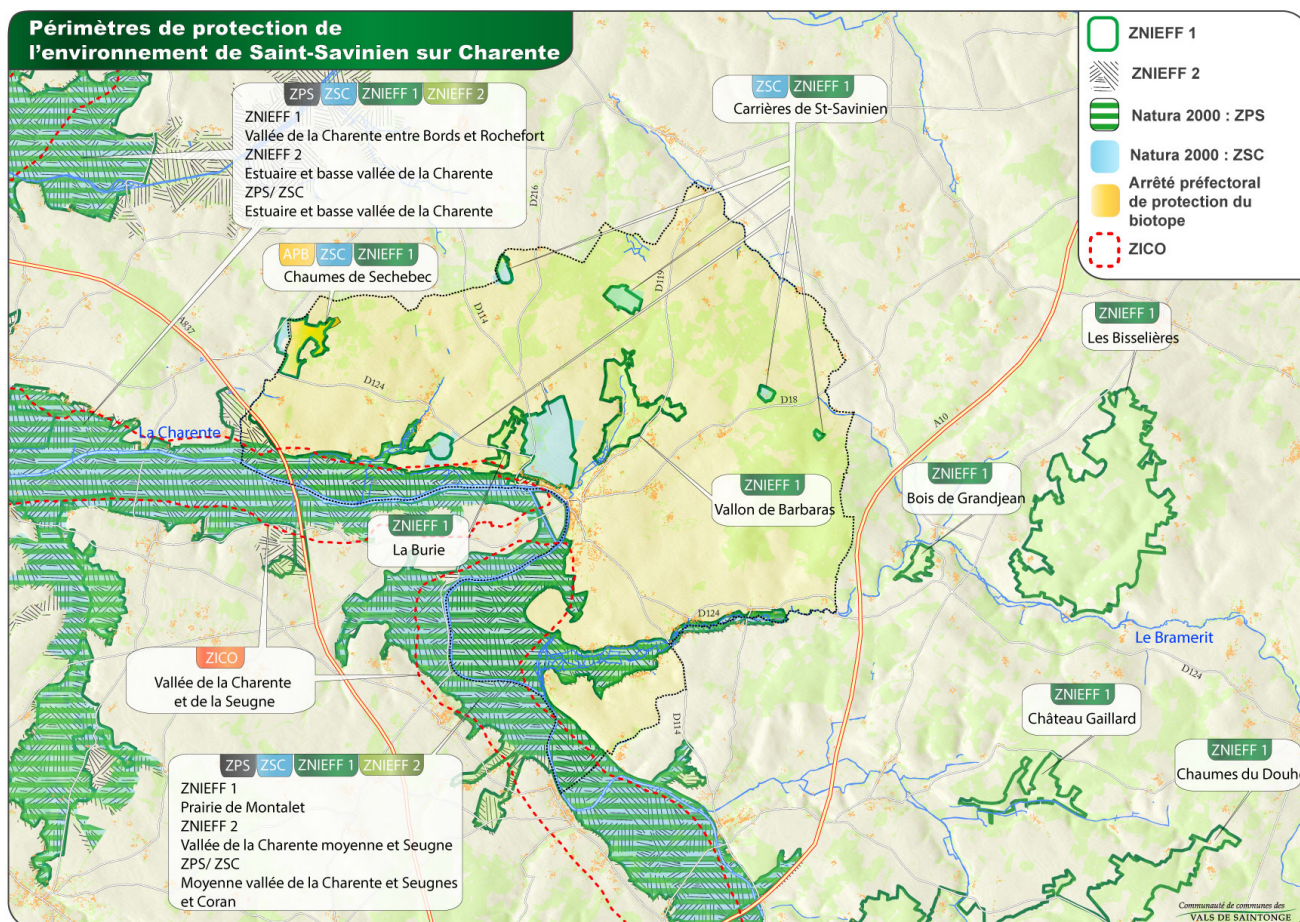 Périmètres de protection de
l'environnement de Saint-Savinien sur Charente
ZNIEFF 1
ZNIEFF 2
Natura 2000 : ZPS
Natura 2000 : ZSC
Arrêté préfectoral
de protection du
biotope
ZICO
ZPS ZSC ZNIEFF 1 ZNIEFF 2
ZNIEFF 1
Vallée de la Charente entre Bords et Rochefort
ZNIEFF 2
Estuaire et basse vallée de la Charente
ZPS/ ZSC
Estuaire et basse vallée de la Charente
ZSC ZNIEFF 1
Carrières de St-Savinien
D216
APB ZSC ZNIEFF 1
Chaumes de Sechebec
D119
D114
A837
ZNIEFF 1
Les Bisselières
D124
D18
A10
La Charente
ZNIEFF 1
Bois de Grandjean
ZNIEFF 1
Vallon de Barbaras
ZNIEFF 1
La Burie
D124
Le Bramerit
D124
ZICO
Vallée de la Charente
et de la Seugne
ZNIEFF 1
Château Gaillard
D114
ZNIEFF 1
Chaumes du Douhe
ZPS ZSC ZNIEFF 1 ZNIEFF 2
ZNIEFF 1
Prairie de Montalet
ZNIEFF 2
Vallée de la Charente moyenne et Seugne
ZPS/ ZSC
Moyenne vallée de la Charente et Seugnes
et Coran
Communauté de communes des
VALS DE SAINTONGE